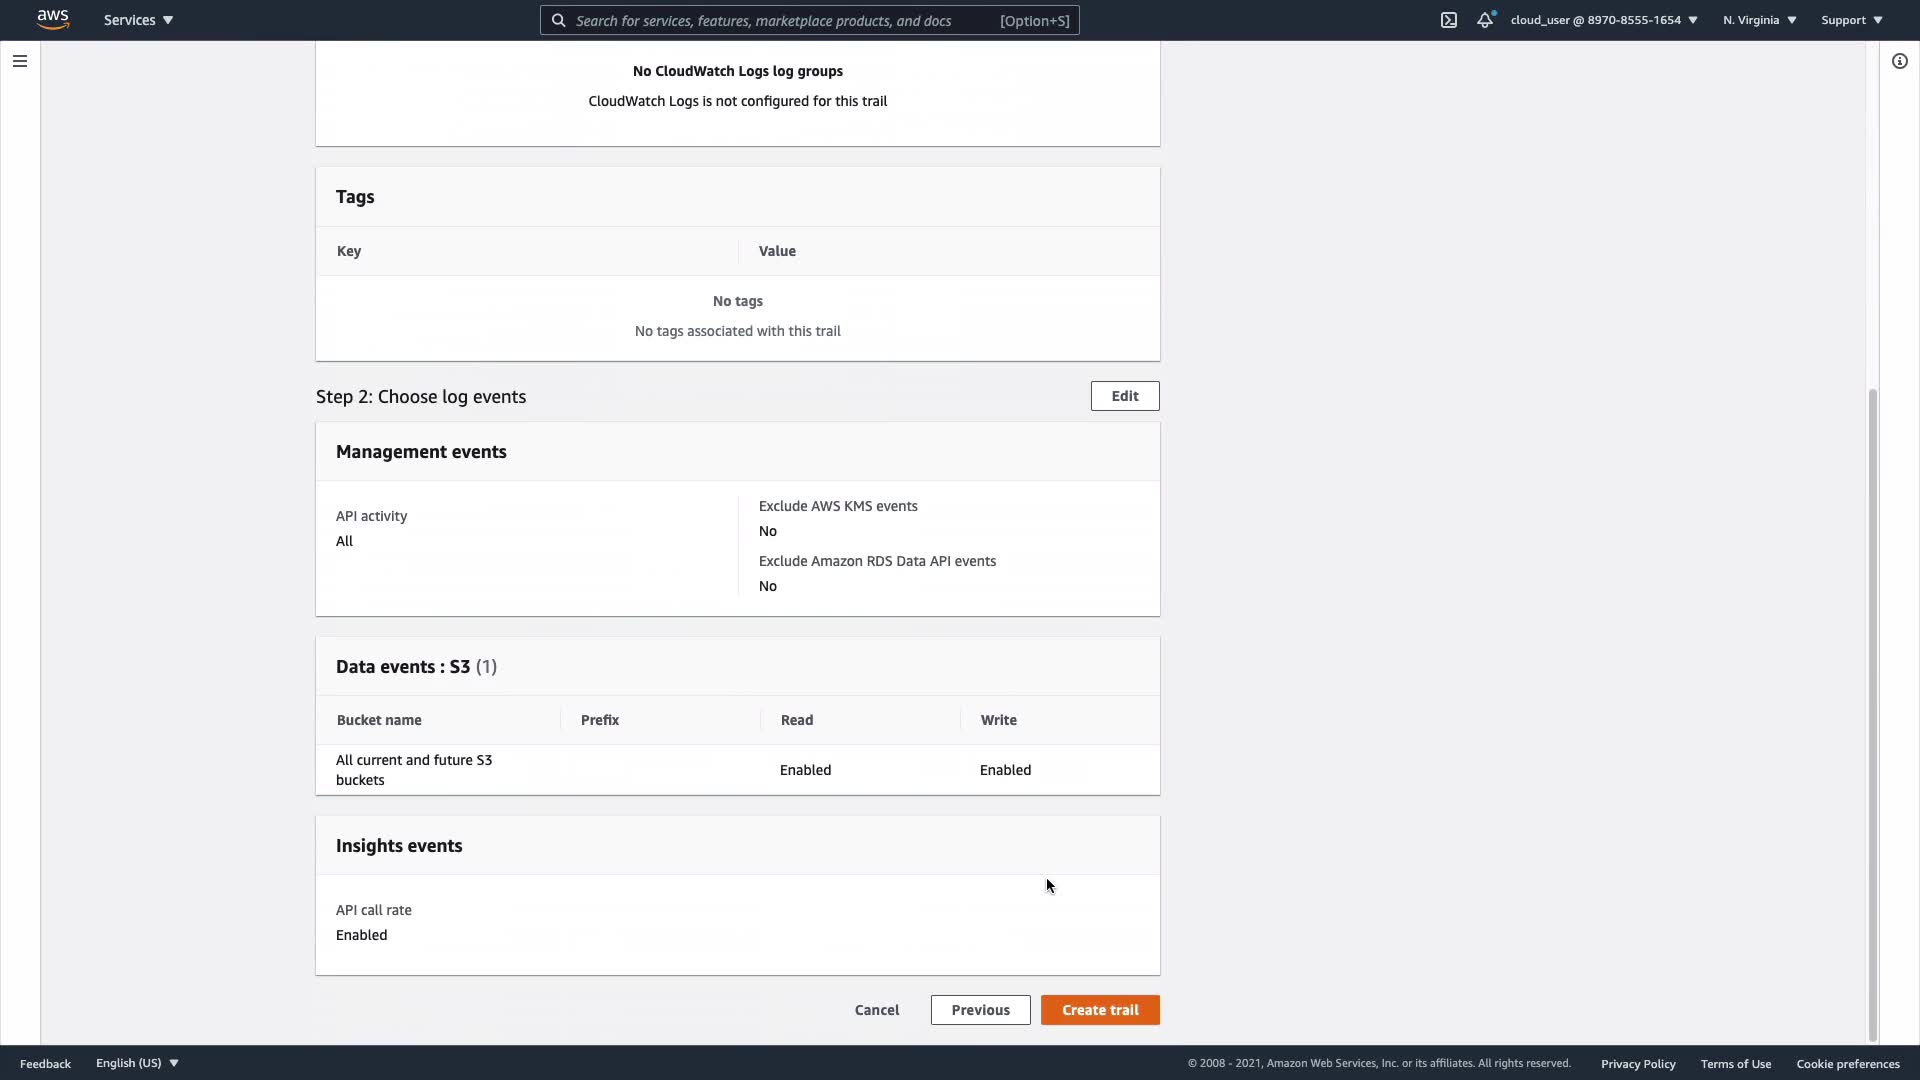 aws
Services
Search for services, features, marketplace products, and docs [Option+S]
cloud_user @ 8970-8555-1654
N. Virginia
Support
No CloudWatch Logs log groups
CloudWatch Logs is not configured for this trail
Tags
Key Value
No tags
No tags associated with this trail
Step 2: Choose log events
Edit
Management events
API activity
All
Exclude AWS KMS events
No
Exclude Amazon RDS Data API events
No
Data events : S3 (1)
Bucket name Prefix Read Write
All current and future S3
buckets
Enabled Enabled
Insights events
API call rate
Enabled
Cancel Previous Create trail
Feedback English (US) © 2008 - 2021, Amazon Web Services, Inc. or its affiliates. All rights reserved. Privacy Policy Terms of Use Cookie preferences